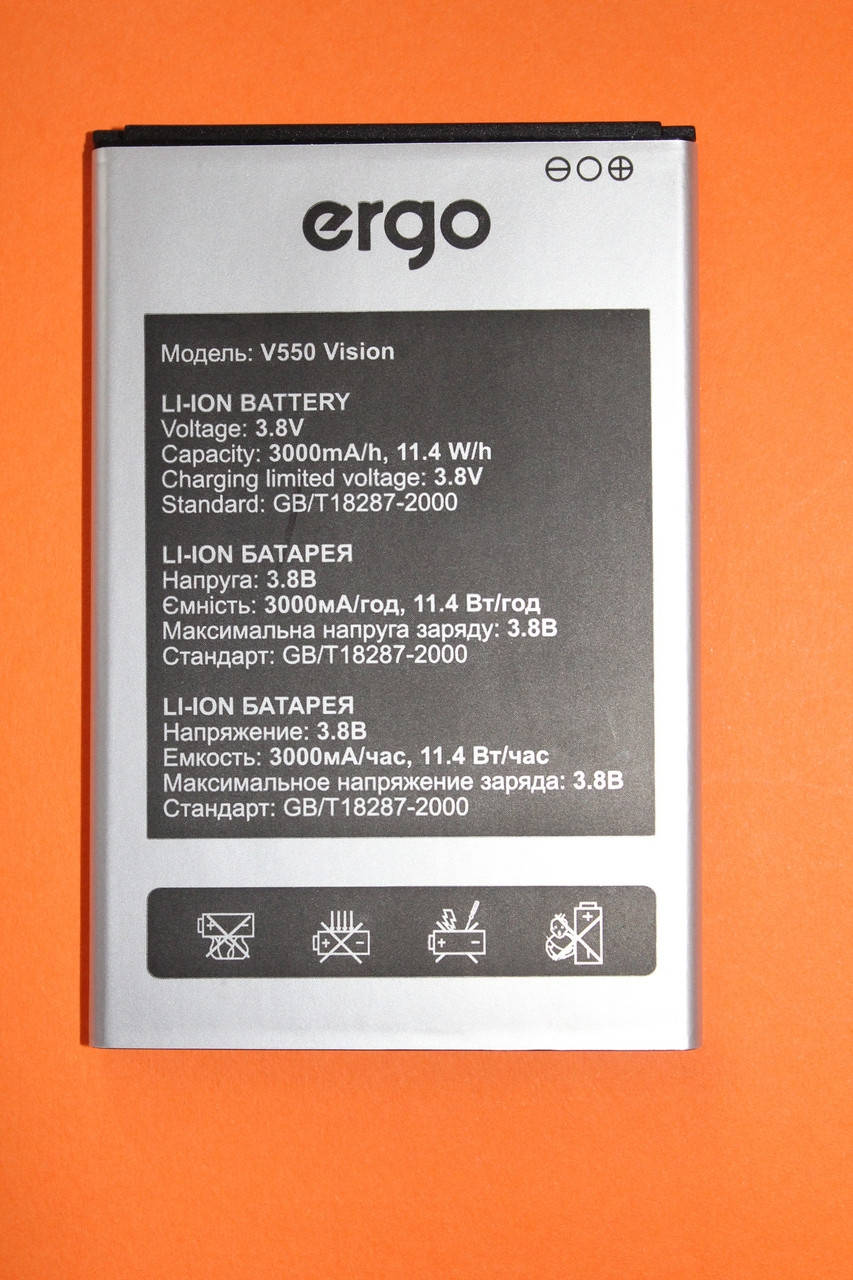 ergo
Модель: V550 Vision
LI-ION BATTERY
Voltage: 3.8V
Capacity: 3000mA/h, 11.4 W/h
Charging limited voltage: 3.8V
Standard: GB/T18287-2000
LI-ION БАТАРЕЯ
Напруга: 3.8В
Ємність: 3000мА/год, 11.4 Вт/год
Максимальна напруга заряду: 3.8В
Стандарт: GB/T18287-2000
LI-ION БАТАРЕЯ
Напряжение: 3.8В
Емкость: 3000мА/час, 11.4 Вт/час
Максимальное напряжение заряда: 3.8В
Стандарт: GB/T18287-2000